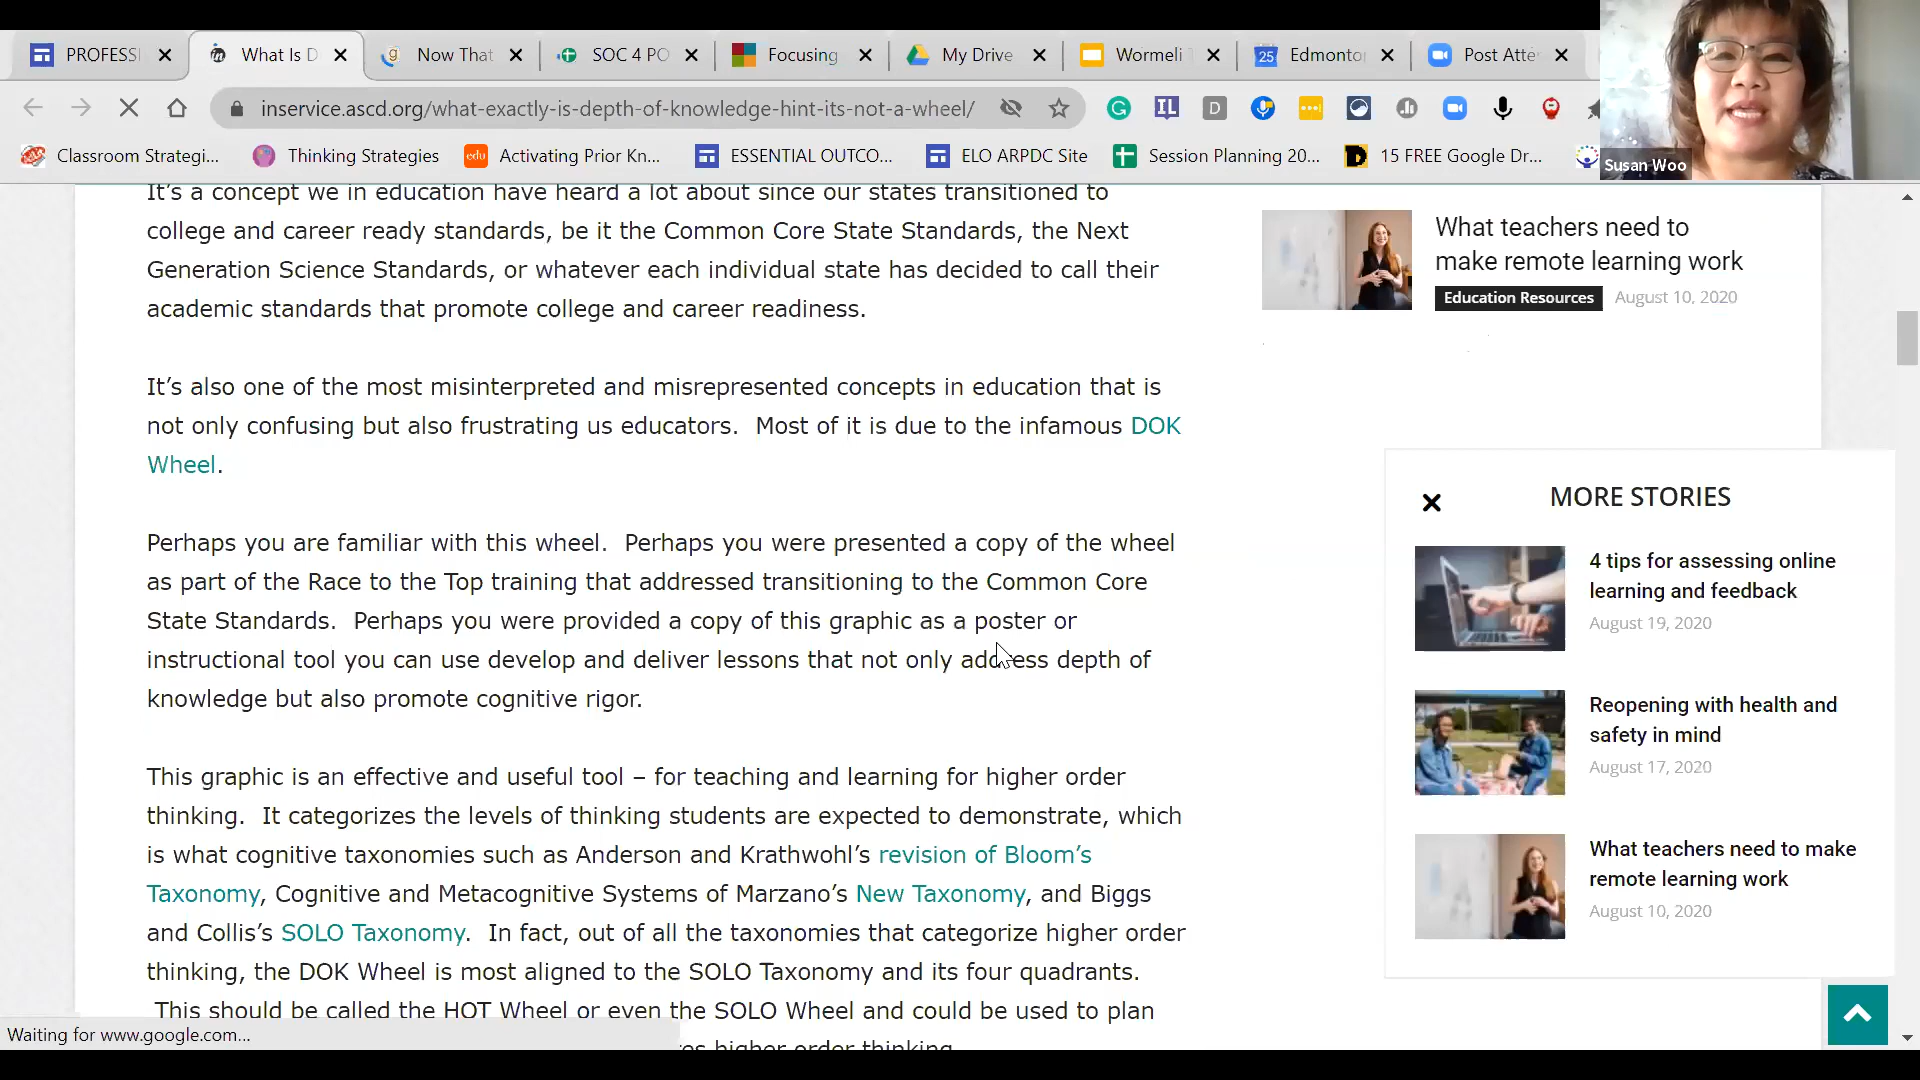 PROFESSI
What Is D
Now That
SOC 4 PO
Focusing
My Drive
Wormeli T
25 Edmonto
Post Atte
inservice.ascd.org/what-exactly-is-depth-of-knowledge-hint-its-not-a-wheel/
Classroom Strategi...
Thinking Strategies
edu Activating Prior Kn...
ESSENTIAL OUTCO...
ELO ARPDC Site
Session Planning 20...
15 FREE Google Dr...
Susan Woo
It’s a concept we in education have heard a lot about since our states transitioned to
college and career ready standards, be it the Common Core State Standards, the Next
Generation Science Standards, or whatever each individual state has decided to call their
academic standards that promote college and career readiness.
It’s also one of the most misinterpreted and misrepresented concepts in education that is
not only confusing but also frustrating us educators.  Most of it is due to the infamous DOK
Wheel.
Perhaps you are familiar with this wheel.  Perhaps you were presented a copy of the wheel
as part of the Race to the Top training that addressed transitioning to the Common Core
State Standards.  Perhaps you were provided a copy of this graphic as a poster or
instructional tool you can use develop and deliver lessons that not only address depth of
knowledge but also promote cognitive rigor.
This graphic is an effective and useful tool – for teaching and learning for higher order
thinking.  It categorizes the levels of thinking students are expected to demonstrate, which
is what cognitive taxonomies such as Anderson and Krathwohl’s revision of Bloom’s
Taxonomy, Cognitive and Metacognitive Systems of Marzano’s New Taxonomy, and Biggs
and Collis’s SOLO Taxonomy.  In fact, out of all the taxonomies that categorize higher order
thinking, the DOK Wheel is most aligned to the SOLO Taxonomy and its four quadrants.
This should be called the HOT Wheel or even the SOLO Wheel and could be used to plan
higher order thinking.
Waiting for www.google.com...
What teachers need to
make remote learning work
Education Resources August 10, 2020
MORE STORIES
4 tips for assessing online
learning and feedback
August 19, 2020
Reopening with health and
safety in mind
August 17, 2020
What teachers need to make
remote learning work
August 10, 2020